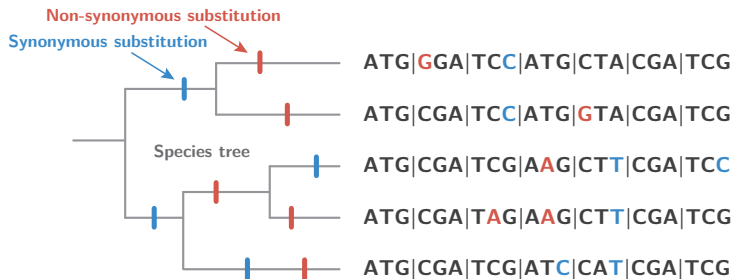 Non-synonymous substitution
Synonymous substitution
ATG|GGA|TCC|ATG|CTA|CGA|TCG
ATG|CGA|TCC|ATG|GTA|CGA|TCG
Species tree
ATG|CGA|TCG|AAG|CTT|CGA|TCC
ATG|CGA|TAG|AAG|CTT|CGA|TCG
ATG|CGA|TCG|ATC|CAT|CGA|TCG